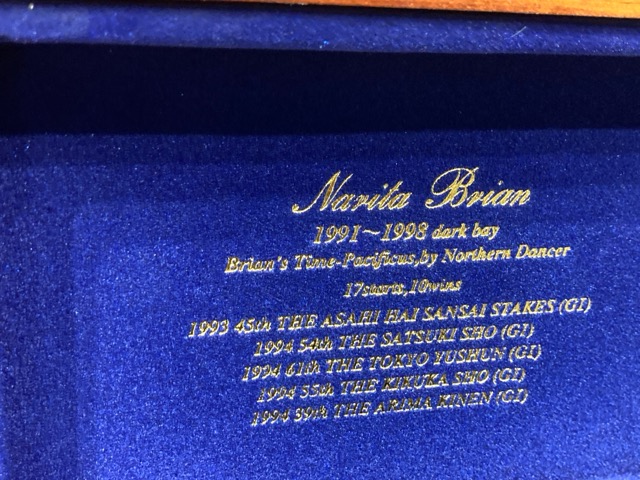 Narita Brian
1991~1998 dark bay
Brian's Time-Pacificus,by Northern Dancer
17starts,10wins
1993 45th THE ASAHI HAI SANSAI STAKES (GI)
1994 54th THE SATSUKI SHO (GI)
1994 61th THE TOKYO YUSHUN (GI)
1994 55th THE KIKUKA SHO (GI)
1994 39th THE ARIMA KINEN (GI)